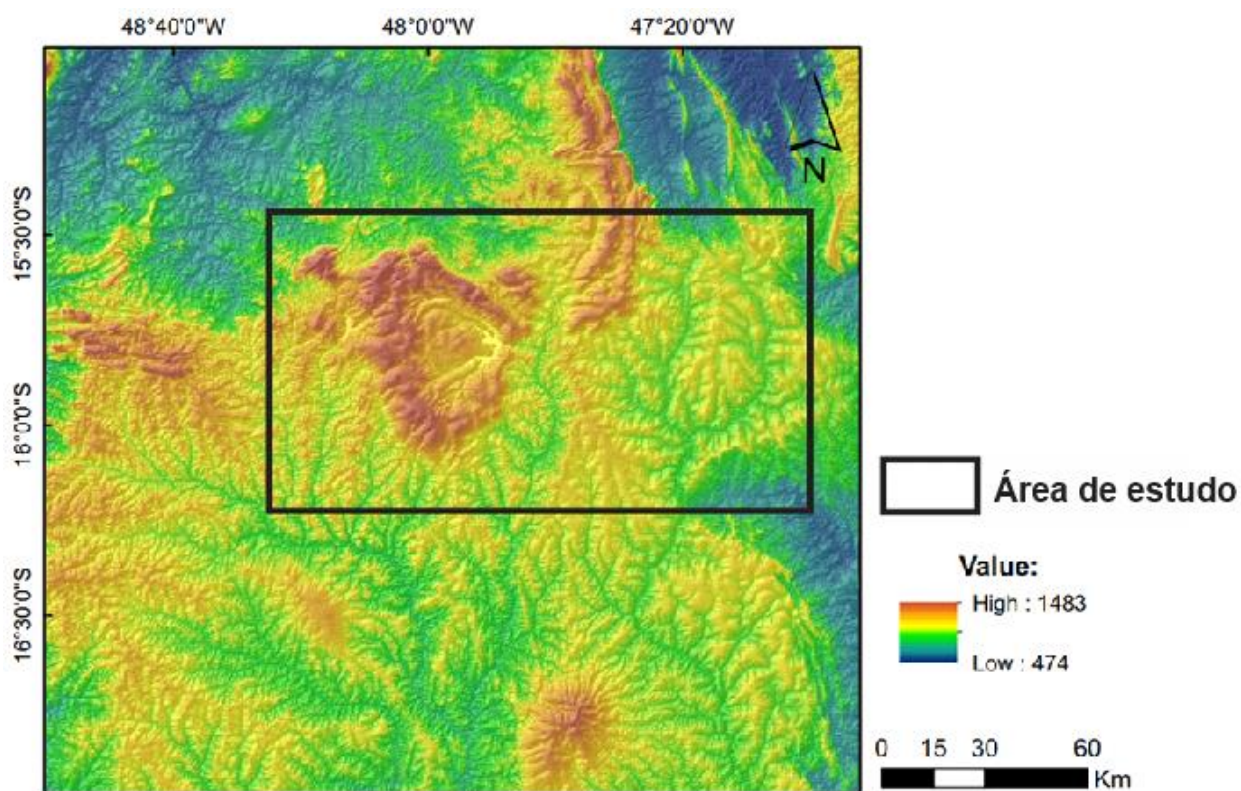 48°40'0"W 48°0'0"W 47°20'0"W
N
15°30'0"S
16°0'0"S
16°30'0"S
Área de estudo
Value:
High : 1483
Low : 474
0 15 30 60
Km